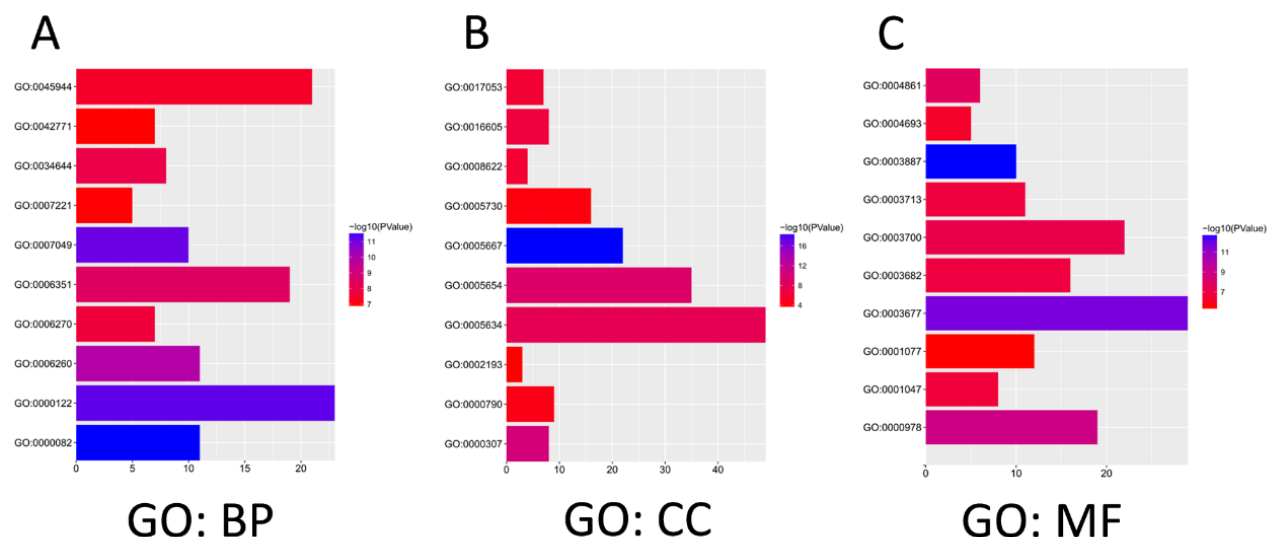 A
GO:0045944
GO:0042771
GO:0034644
GO:0007221
GO:0007049
GO:0006351
GO:0006270
GO:0006260
GO:0000122
GO:0000082
0 5 10 15 20
−log10(PValue)
11
10
9
8
7
GO: BP
B
GO:0017053
GO:0016605
GO:0008622
GO:0005730
GO:0005667
GO:0005654
GO:0005634
GO:0002193
GO:0000790
GO:0000307
0 10 20 30 40
−log10(PValue)
16
12
8
4
GO: CC
C
GO:0004861
GO:0004693
GO:0003887
GO:0003713
GO:0003700
GO:0003682
GO:0003677
GO:0001077
GO:0001047
GO:0000978
0 10 20
−log10(PValue)
11
9
7
GO: MF